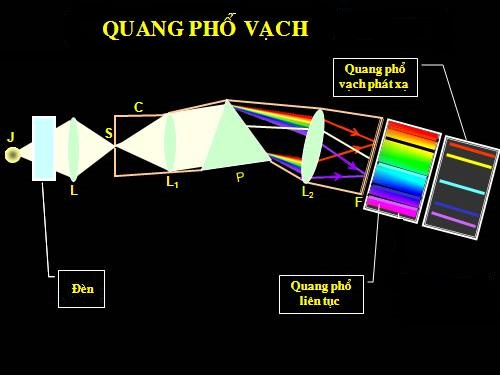 QUANG PHỔ VẠCH
Quang phổ
vạch phát xạ
C
J
S
L
L1
P
L2
F
Đèn
Quang phổ
liên tục